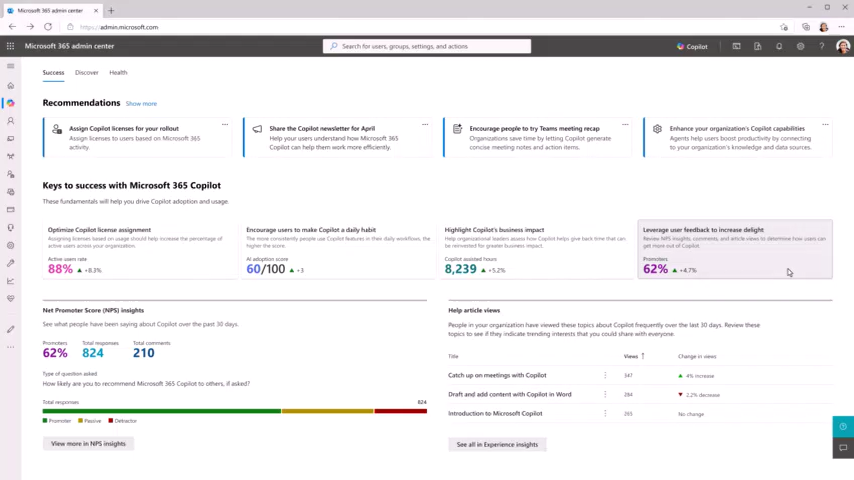 Microsoft 365 admin center
https://admin.microsoft.com
Microsoft 365 admin center
Search for users, groups, settings, and actions
Copilot
Success
Discover
Health
Recommendations
Show more
Assign Copilot licenses for your rollout
Assign licenses to users based on Microsoft 365
activity.
Share the Copilot newsletter for April
Help your users understand how Microsoft 365
Copilot can help them work more efficiently.
Encourage people to try Teams meeting recap
Organizations save time by letting Copilot generate
concise meeting notes and action items.
Enhance your organization's Copilot capabilities
Agents help users boost productivity by connecting
to your organization's knowledge and data sources.
Keys to success with Microsoft 365 Copilot
These fundamentals will help you drive Copilot adoption and usage.
Optimize Copilot license assignment
Assigning licenses based on usage should help increase the percentage of
active users across your organization.
Active users rate
88% ▲ +8.3%
Encourage users to make Copilot a daily habit
The more consistently people use Copilot features in their daily workflows, the
higher the score.
AI adoption score
60/100 ▲ +3
Highlight Copilot's business impact
Help organizational leaders assess how Copilot helps give back time that can
be reinvested for greater business impact.
Copilot assisted hours
8,239 ▲ +5.2%
Leverage user feedback to increase delight
Review NPS insights, comments, and article views to determine how users can
get more out of Copilot.
Promoters
62% ▲ +4.7%
Net Promoter Score (NPS) insights
See what people have been saying about Copilot over the past 30 days.
Promoters
62%
Total responses
824
Total comments
210
Type of question asked
How likely are you to recommend Microsoft 365 Copilot to others, if asked?
Total responses 824
Promoter Passive Detractor
View more in NPS insights
Help article views
People in your organization have viewed these topics about Copilot frequently over the last 30 days. Review these
topics to see if they indicate trending interests that you could share with everyone.
Title Views ↑ Change in views
Catch up on meetings with Copilot 347 ▲ 4% increase
Draft and add content with Copilot in Word 284 ▼ 2.2% decrease
Introduction to Microsoft Copilot 265 No change
See all in Experience insights